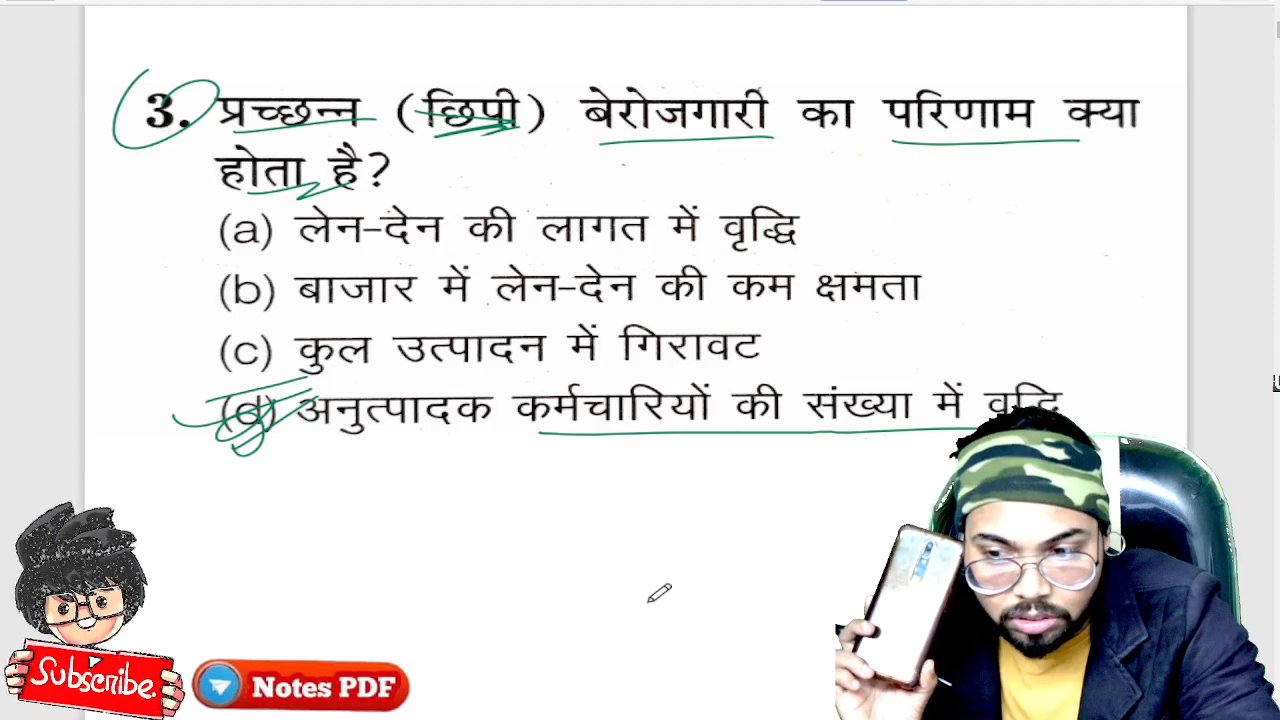 3. प्रच्छन्न (छिपी) बेरोजगारी का परिणाम क्या
होता है?
(a) लेन-देन की लागत में वृद्धि
(b) बाजार में लेन-देन की कम क्षमता
(c) कुल उत्पादन में गिरावट
(d) अनुत्पादक कर्मचारियों की संख्या में वृद्धि
Subscribe.
Notes PDF